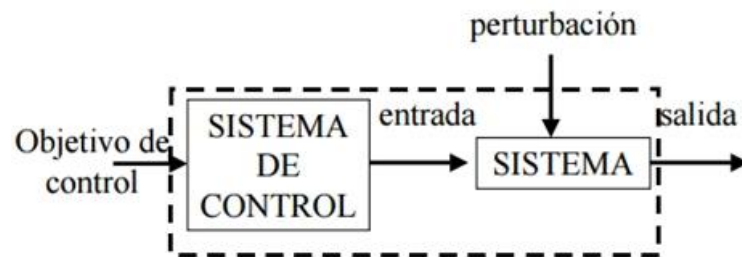 perturbación
Objetivo de
control
SISTEMA
DE
CONTROL
entrada
SISTEMA
salida